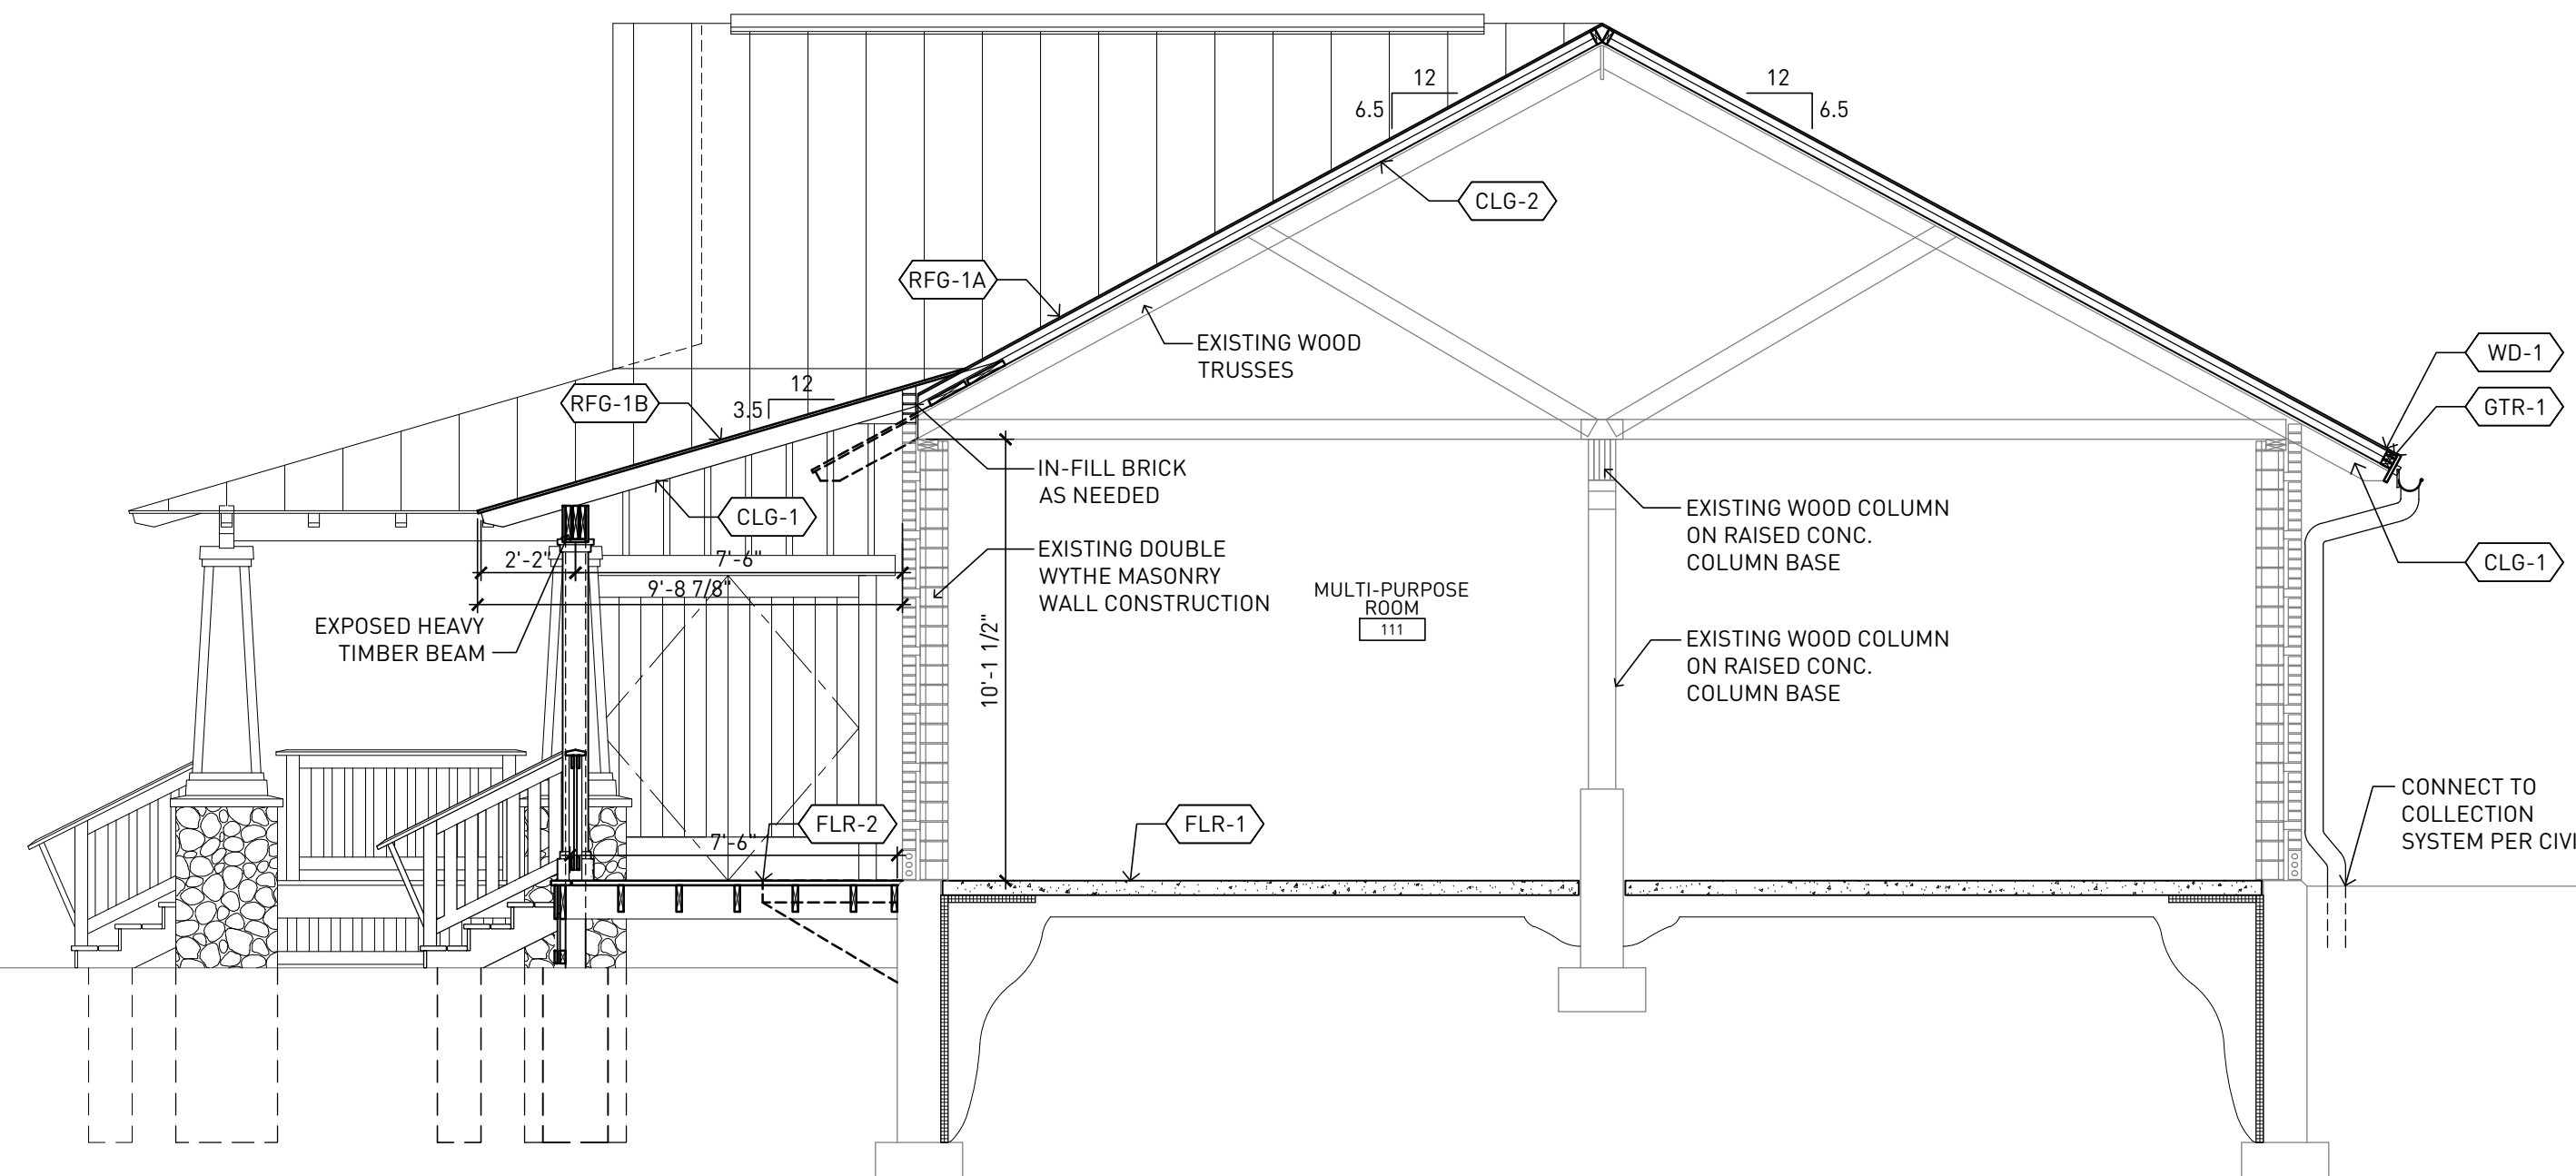 12
6.5
12
6.5
CLG-2
RFG-1A
EXISTING WOOD
TRUSSES
WD-1
GTR-1
12
3.5
RFG-1B
IN-FILL BRICK
AS NEEDED
CLG-1
EXISTING WOOD COLUMN
ON RAISED CONC.
COLUMN BASE
EXISTING DOUBLE
WYTHE MASONRY
WALL CONSTRUCTION
2'-2"
7'-6"
9'-8 7/8"
CLG-1
MULTI-PURPOSE
ROOM
111
10'-1 1/2"
EXPOSED HEAVY
TIMBER BEAM
EXISTING WOOD COLUMN
ON RAISED CONC.
COLUMN BASE
CONNECT TO
COLLECTION
SYSTEM PER CIVI
FLR-2
FLR-1
7'-6"